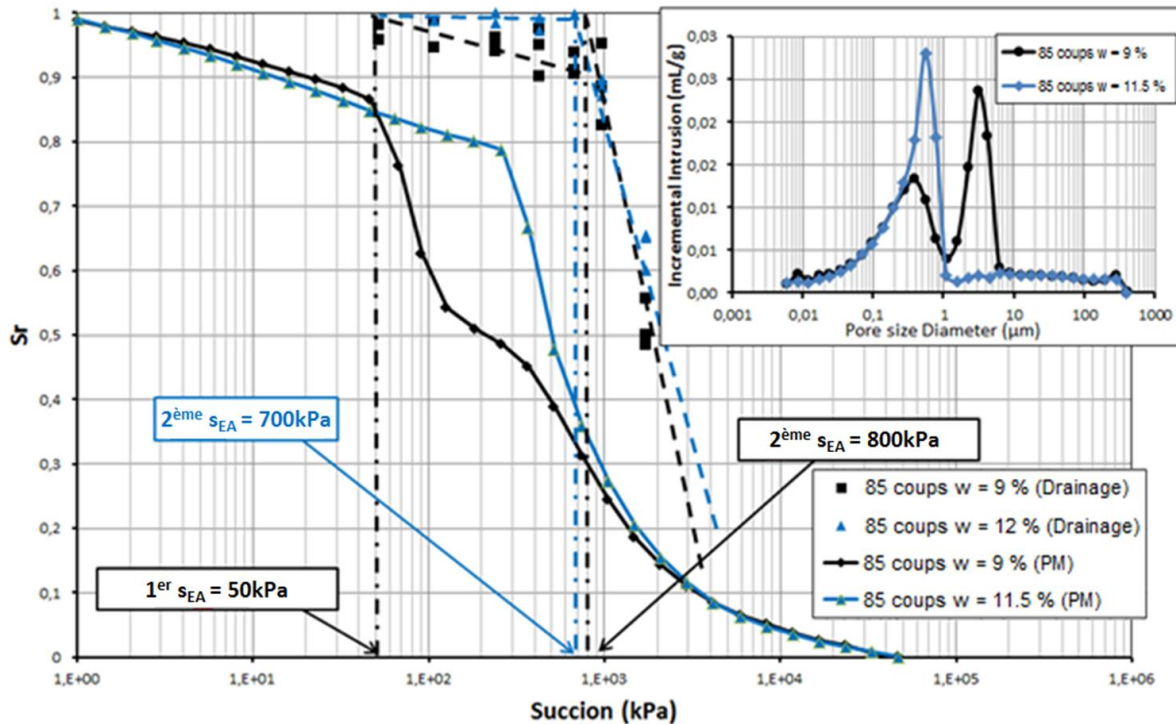 1
0,9
0,8
0,7
0,6
0,5
0,4
0,3
0,2
0,1
0
Sr
1,E+00
1,E+01
1,E+02
1,E+03
1,E+04
1,E+05
1,E+06
Succion (kPa)
2ème sEA = 700kPa
1er sEA = 50kPa
2ème sEA = 800kPa
85 coups w = 9 % (Drainage)
85 coups w = 12 % (Drainage)
85 coups w = 9 % (PM)
85 coups w = 11.5 % (PM)
Incremental Intrusion (mL/g)
0,03
0,03
0,02
0,02
0,01
0,01
0,00
0,001
0,01
0,1
1
10
100
1000
Pore size Diameter (µm)
85 coups w = 9 %
85 coups w = 11.5 %